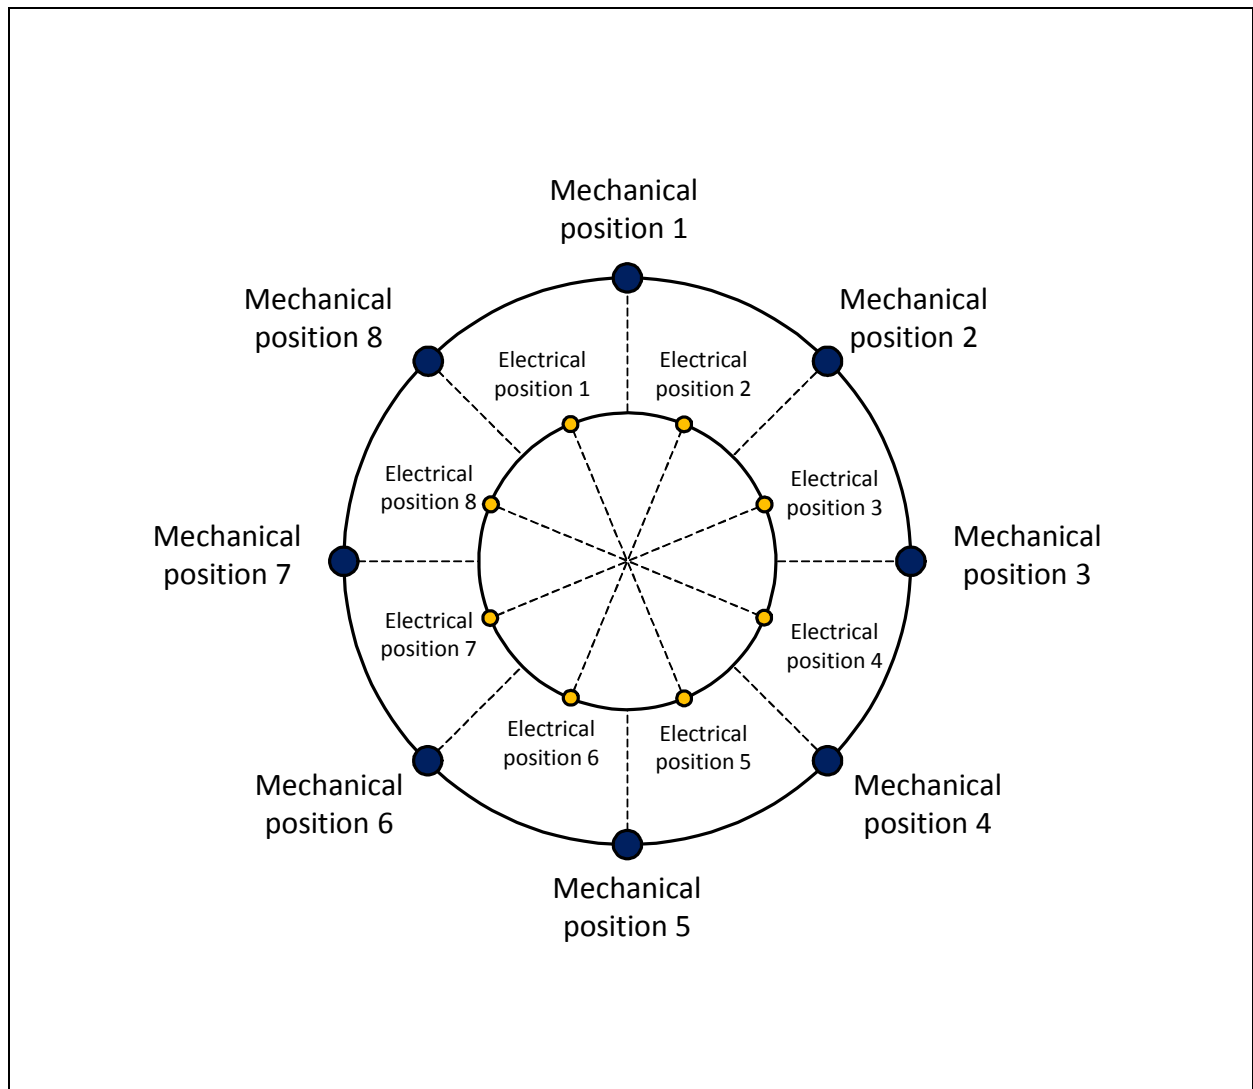 Mechanical
position 1
Mechanical
position 8
Mechanical
position 2
Electrical
position 1
Electrical
position 2
Electrical
position 8
Electrical
position 3
Mechanical
position 7
Mechanical
position 3
Electrical
position 7
Electrical
position 4
Electrical
position 6
Electrical
position 5
Mechanical
position 6
Mechanical
position 4
Mechanical
position 5